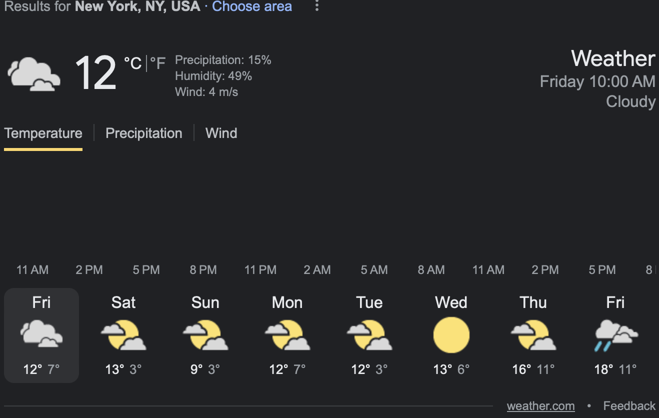 Results for New York, NY, USA · Choose area
12 °C | °F
Precipitation: 15%
Humidity: 49%
Wind: 4 m/s
Weather
Friday 10:00 AM
Cloudy
Temperature Precipitation Wind
11 AM 2 PM 5 PM 8 PM 11 PM 2 AM 5 AM 8 AM 11 AM 2 PM 5 PM 8
Fri Sat Sun Mon Tue Wed Thu Fri
12° 7° 13° 3° 9° 3° 12° 7° 12° 3° 13° 6° 16° 11° 18° 11°
weather.com • Feedback